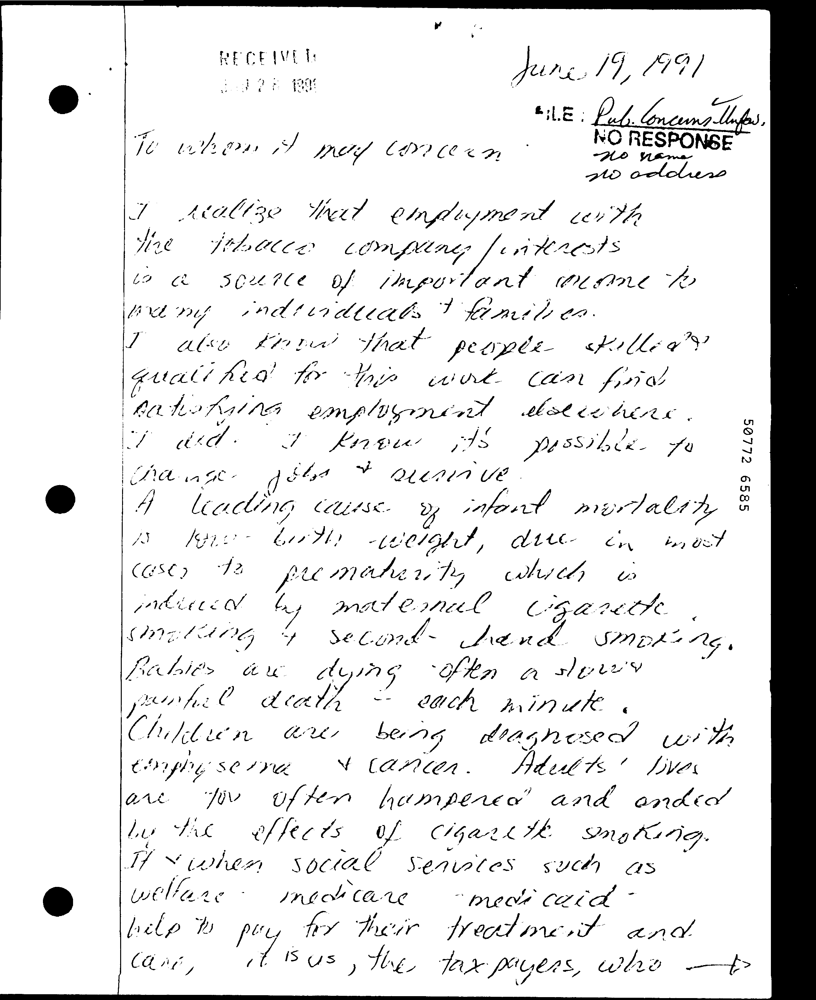 RECEIVED
June 19, 1991
FILE: Pub. Concerns Unfav.
NO RESPONSE
no name
no address
To whom it may concern
I realize that employment with
the tobacco company/interests
is a source of important income to
many individuals + families.
I also know that people skilled &
qualified for this work can find
satisfying employment elsewhere.
I did. I know it's possible to
change jobs + survive.
A leading cause of infant mortality
is low birth weight, due in most
cases to prematurity which is
induced by maternal cigarette
smoking + second-hand smoking.
Babies are dying often a slow &
painful death - each minute.
Children are being diagnosed with
emphysema & cancer. Adults' lives
are too often hampered and ended
by the effects of cigarette smoking.
If & when social services such as
welfare - medicare - medicaid -
help to pay for their treatment and
care, it is us, the taxpayers, who →
50772 6585